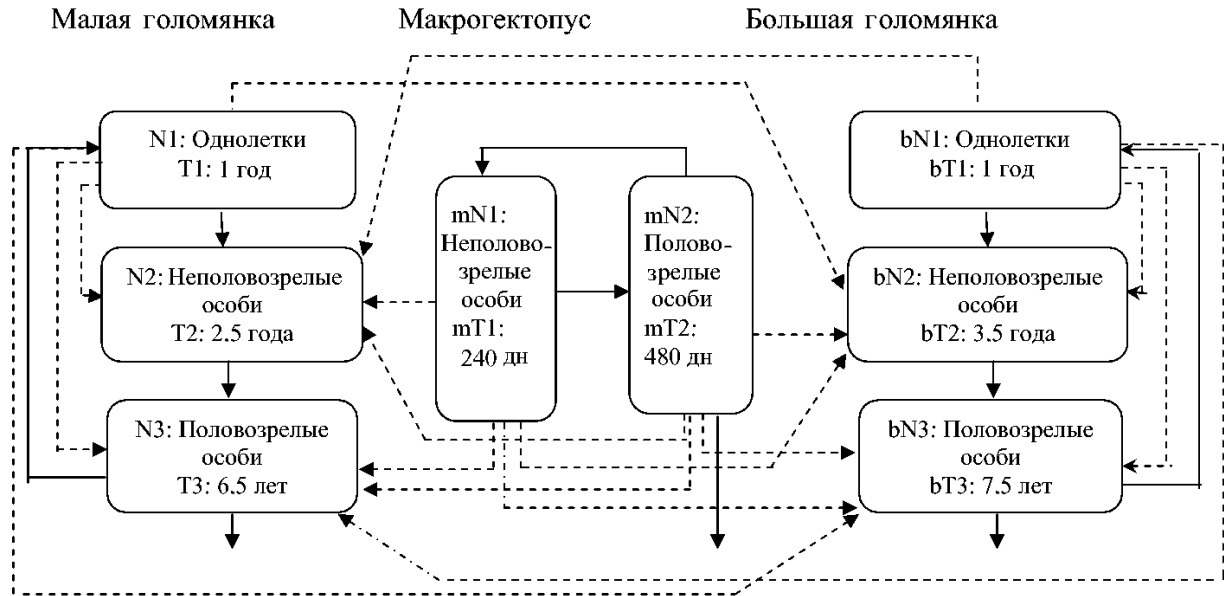 Малая голомянка
Макрогектопус
Большая голомянка
N1: Однолетки
T1: 1 год
N2: Неполовозрелые
особи
T2: 2.5 года
N3: Половозрелые
особи
T3: 6.5 лет
mN1:
Неполово-
зрелые
особи
mT1:
240 дн
mN2:
Полово-
зрелые
особи
mT2:
480 дн
bN1: Однолетки
bT1: 1 год
bN2: Неполовозрелые
особи
bT2: 3.5 года
bN3: Половозрелые
особи
bT3: 7.5 лет